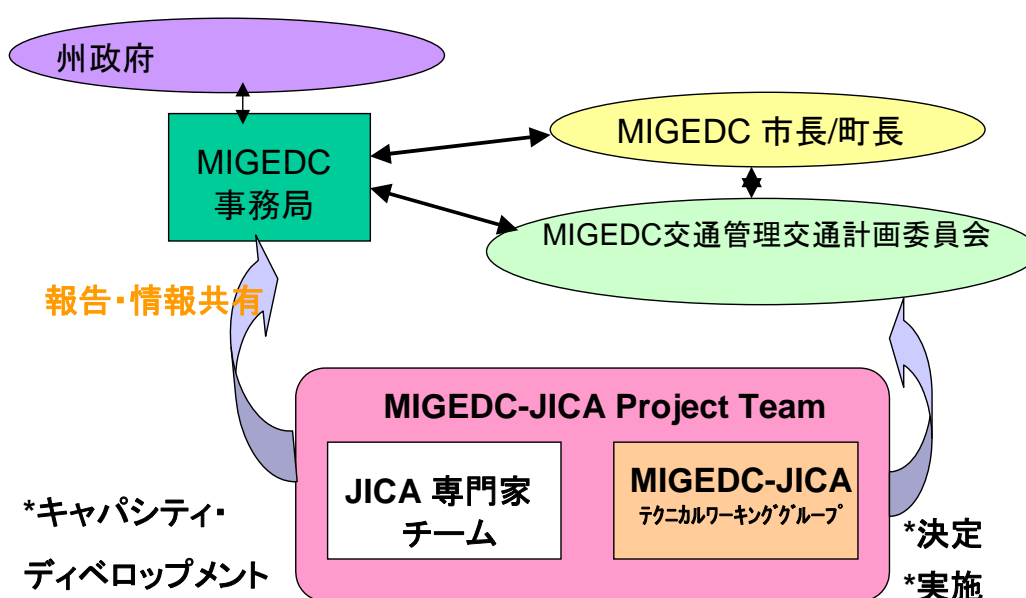 州政府
MIGEDC 市長/町長
MIGEDC
事務局
MIGEDC交通管理交通計画委員会
報告・情報共有
MIGEDC-JICA Project Team
JICA 専門家
チーム
MIGEDC-JICA
ﾃｸﾆｶﾙﾜｰｷﾝｸﾞｸﾞﾙｰﾌﾟ
*キャパシティ・
ディベロップメント
*決定
*実施